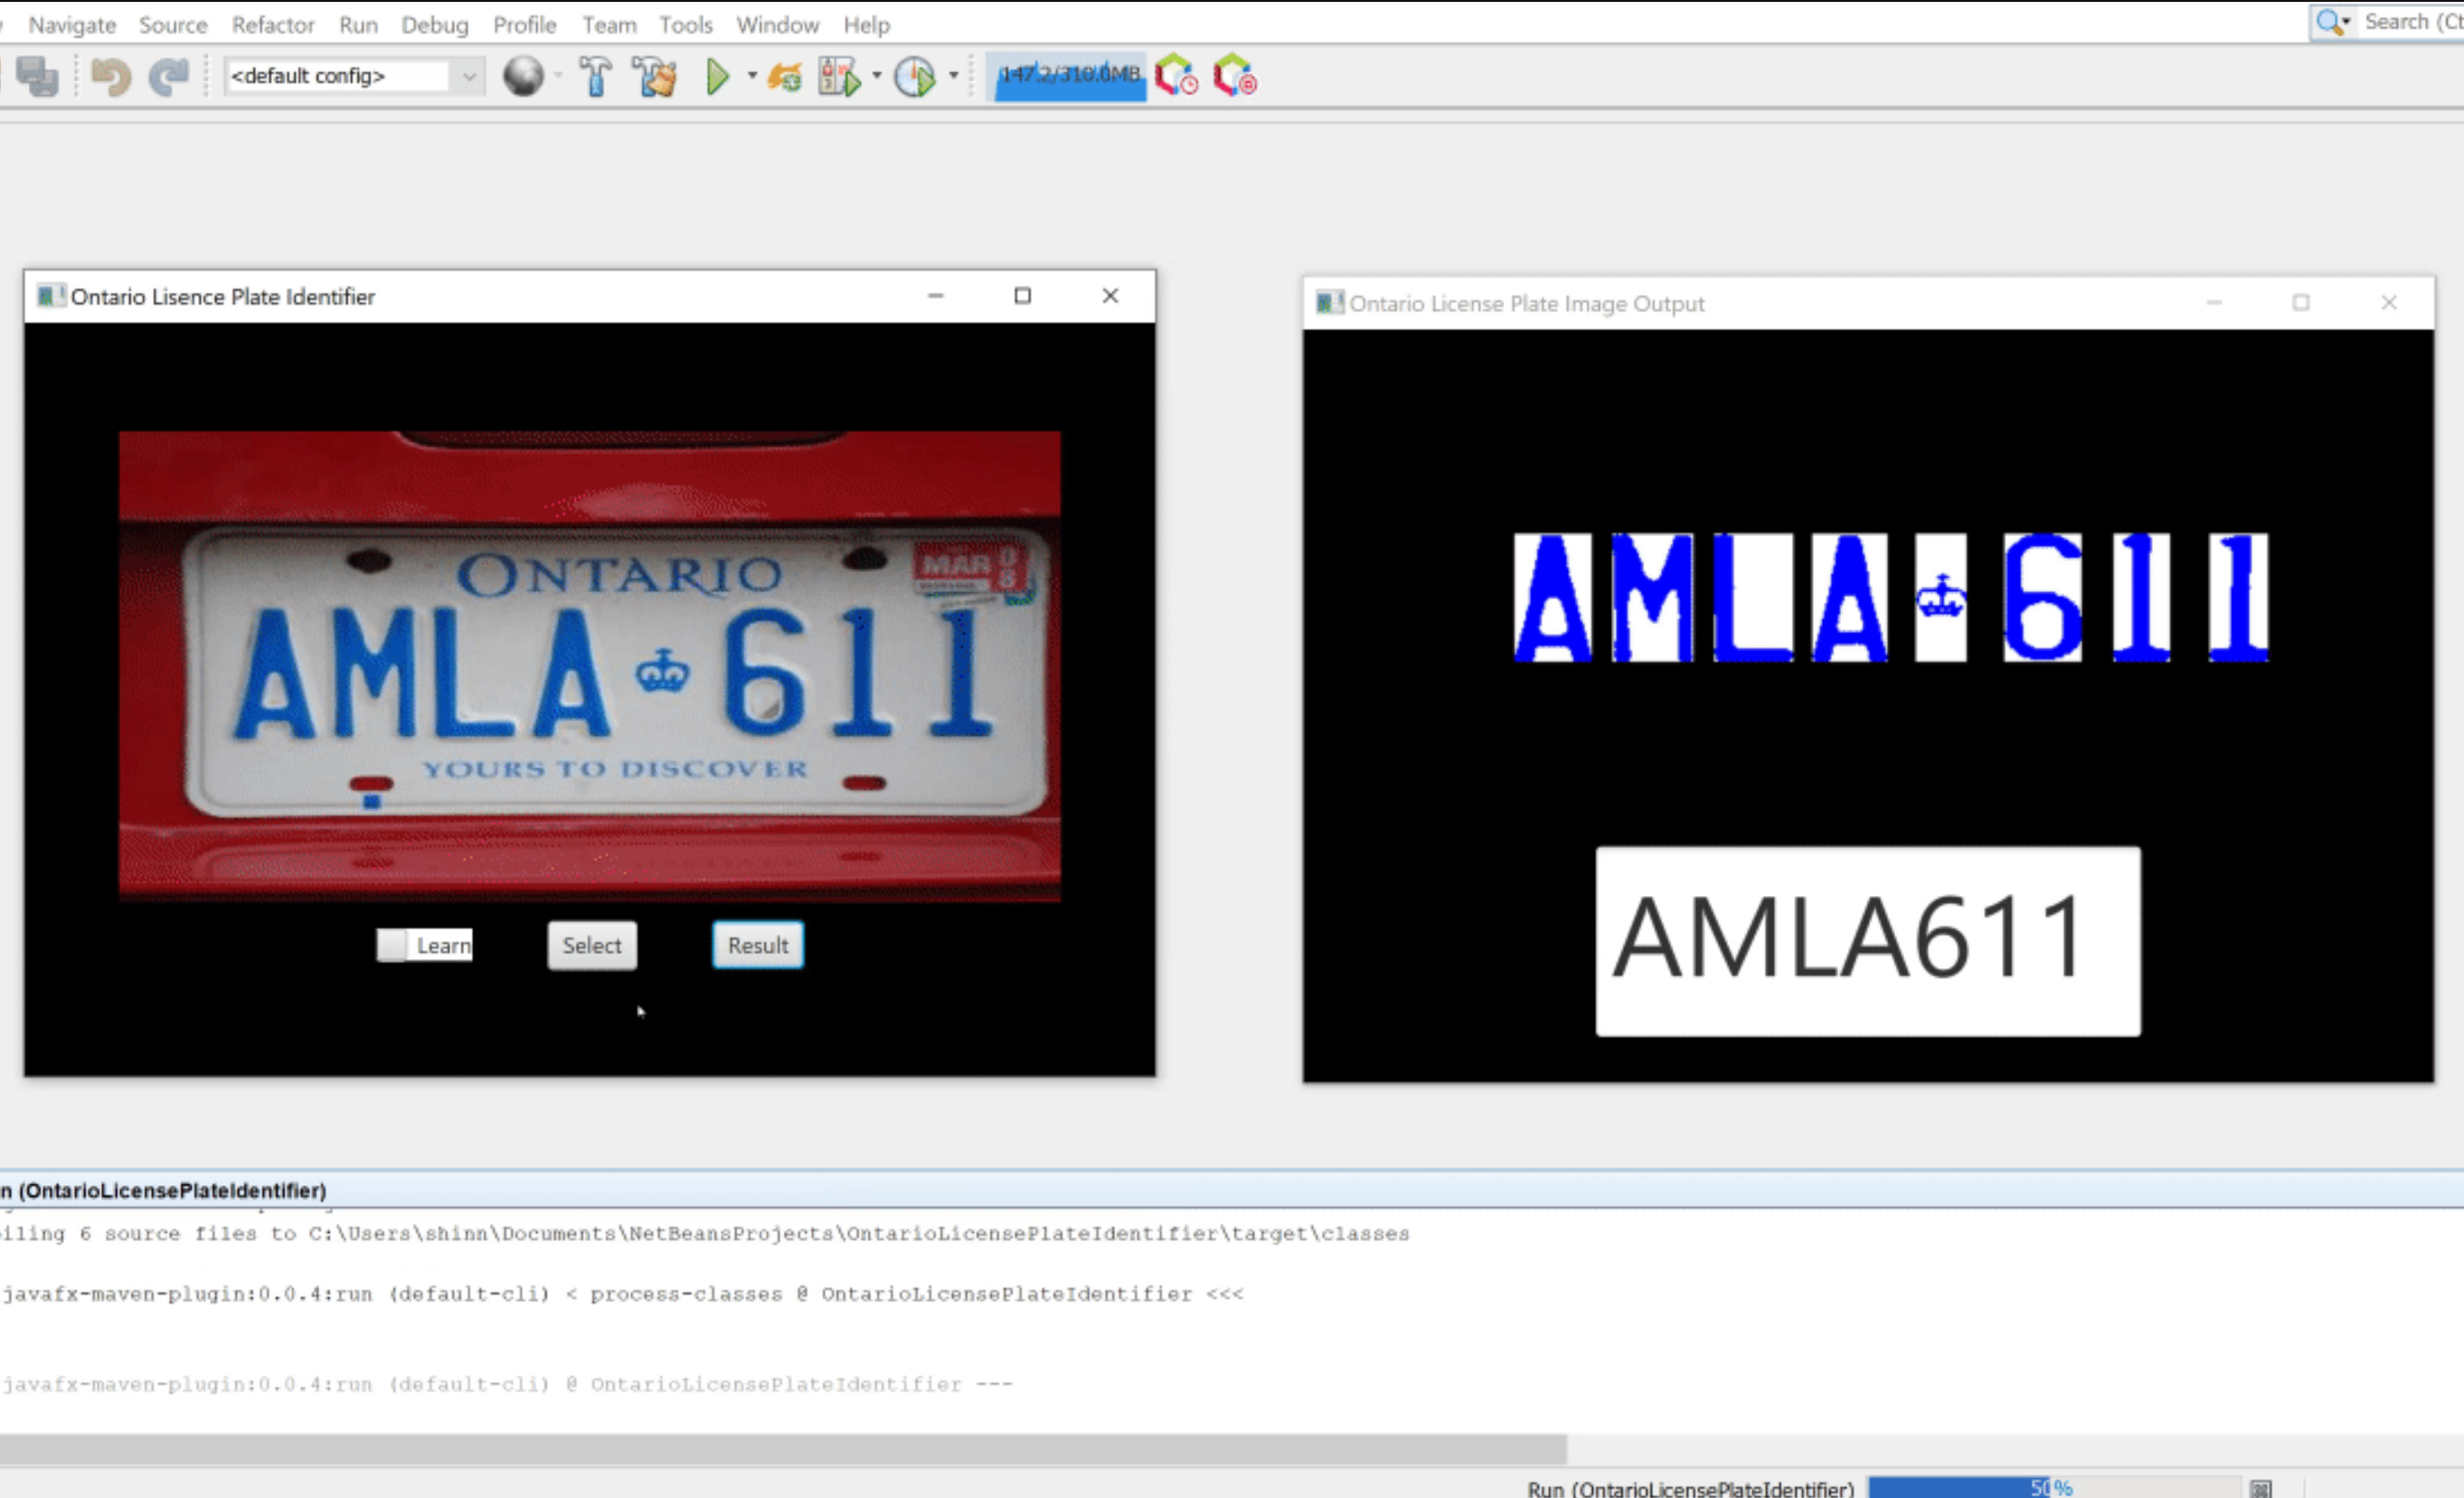 Navigate Source Refactor Run Debug Profile Team Tools Window Help
Search (Ct
<default config>
147.2/310.0MB
Ontario Lisence Plate Identifier
ONTARIO
MAR 08
AMLA 611
YOURS TO DISCOVER
Learn Select Result
Ontario License Plate Image Output
AMLA 611
AMLA611
n (OntarioLicensePlateIdentifier)
iling 6 source files to C:\Users\shinn\Documents\NetBeansProjects\OntarioLicensePlateIdentifier\target\classes
javafx-maven-plugin:0.0.4:run (default-cli) < process-classes @ OntarioLicensePlateIdentifier <<<
javafx-maven-plugin:0.0.4:run (default-cli) @ OntarioLicensePlateIdentifier ---
Run (OntarioLicensePlateIdentifier) 50%